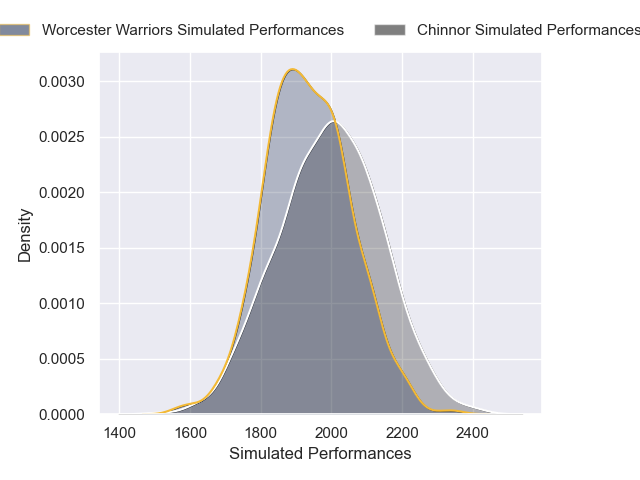 Worcester Warriors Simulated Performances
Chinnor Simulated Performances
0.0030
0.0025
0.0020
0.0015
0.0010
0.0005
0.0000
Density
1400 1600 1800 2000 2200 2400
Simulated Performances